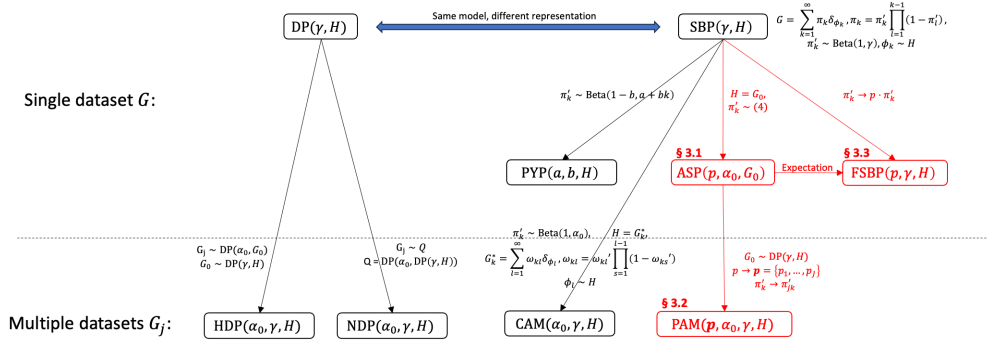 DP(γ, H)
Same model, different representation
SBP(γ, H)
G = ∑_{k=1}^{∞} π_k δ_{ϕ_k}, π_k = π′_k ∏_{l=1}^{k−1} (1 − π′_l),
π′_k ~ Beta(1, γ), ϕ_k ~ H
Single dataset G:
π′_k ~ Beta(1 − b, a + bk)
H = G_0,
π′_k ~ (4)
π′_k → p · π′_k
§ 3.1
§ 3.3
PYP(a, b, H)
ASP(p, α_0, G_0)
Expectation
FSBP(p, γ, H)
G_j ~ DP(α_0, G_0)
G_0 ~ DP(γ, H)
G_j ~ Q
Q = DP(α_0, DP(γ, H))
π′_k ~ Beta(1, α_0), H = G*_k,
G*_k = ∑_{l=1}^{∞} ω_{kl} δ_{ϕ_l}, ω_{kl} = ω_{kl}′ ∏_{s=1}^{l−1} (1 − ω_{ks}′)
ϕ_l ~ H
G_0 ~ DP(γ, H)
p → p = {p_1, … , p_J}
π′_k → π′_{jk}
§ 3.2
Multiple datasets G_j:
HDP(α_0, γ, H)
NDP(α_0, γ, H)
CAM(α_0, γ, H)
PAM(p, α_0, γ, H)